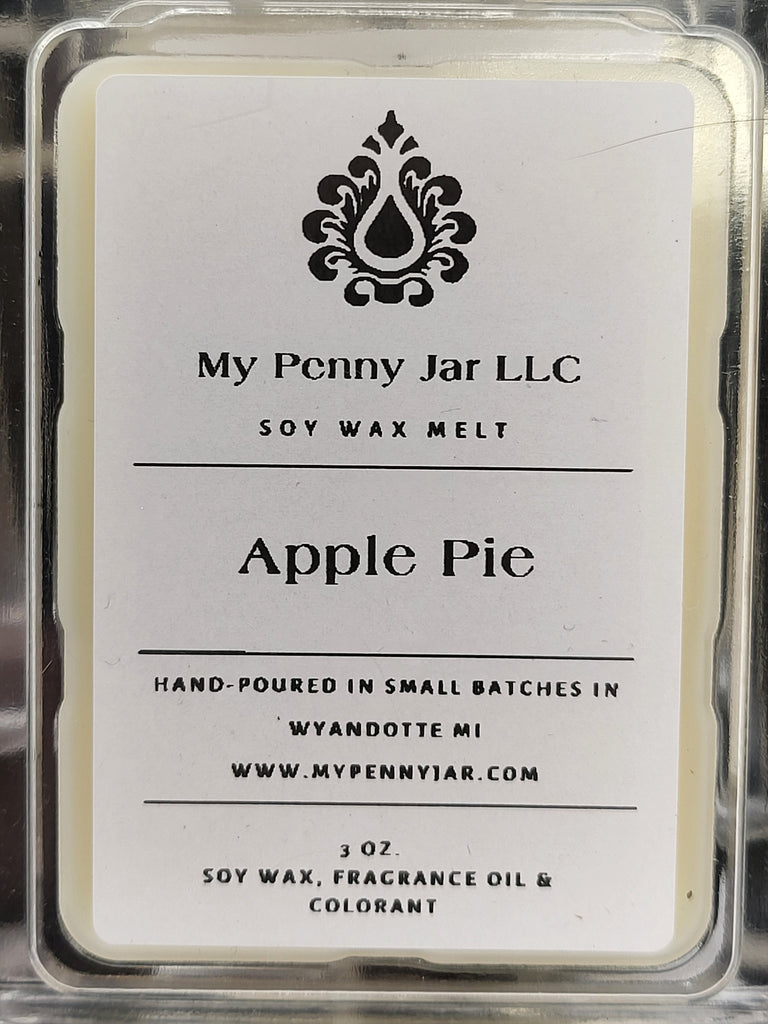 My Penny Jar LLC
SOY WAX MELT
Apple Pie
HAND-POURED IN SMALL BATCHES IN
WYANDOTTE MI
WWW.MYPENNYJAR.COM
3 OZ.
SOY WAX, FRAGRANCE OIL &
COLORANT